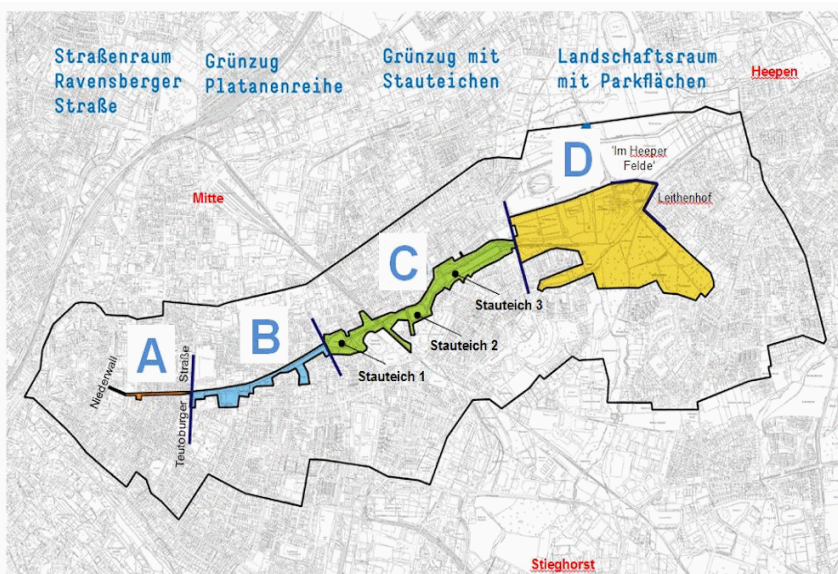 Straßenraum
Ravensberger
Straße
Grünzug
Platanenreihe
Grünzug mit
Stauteichen
Landschaftsraum
mit Parkflächen
Heepen
Mitte
D
'Im Heeper
Felde'
Leithenhof
C
Stauteich 3
B
Stauteich 2
A
Stauteich 1
Niederwall
Teutoburger Straße
Stieghorst